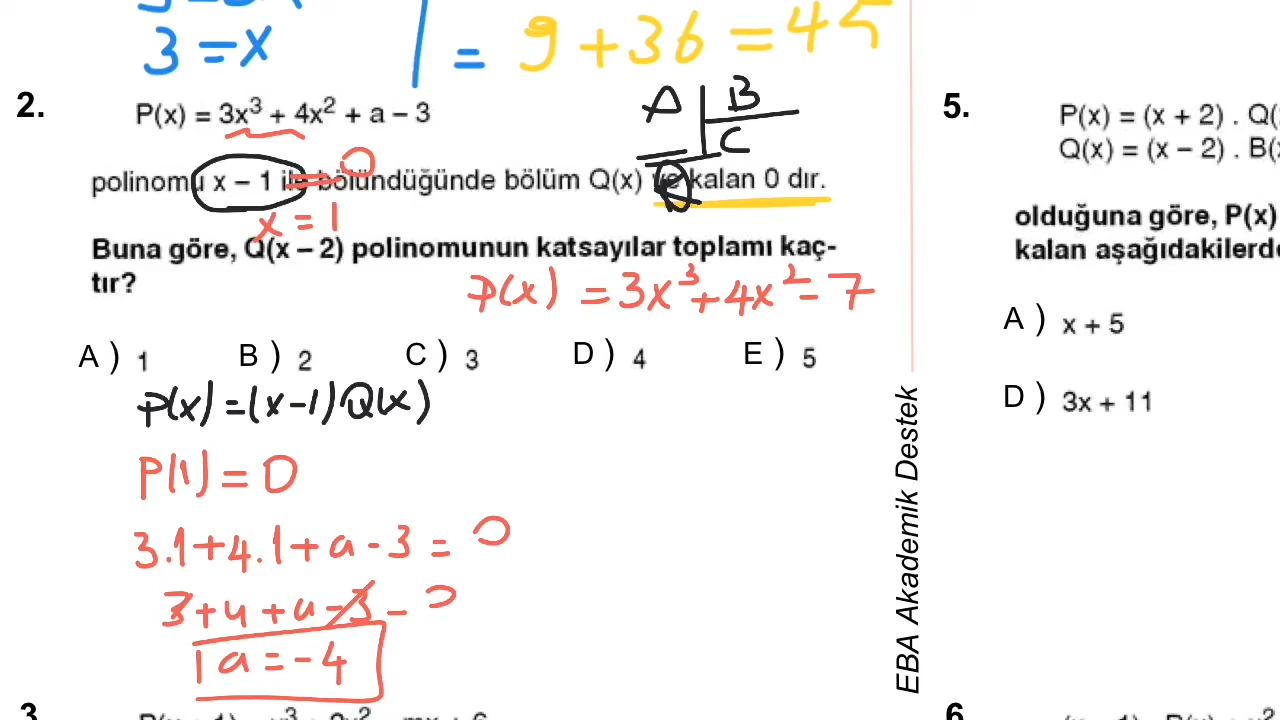 3 = x
= 9 + 36 = 45
2.
P(x) = 3x³ + 4x² + a – 3
A B
C
polinomu x – 1 ile bölündüğünde bölüm Q(x) ve kalan 0 dır.
= 0
x = 1
Buna göre, Q(x – 2) polinomunun katsayılar toplamı kaç-
tır?
P(x) = 3x³ + 4x² – 7
A ) 1 B ) 2 C ) 3 D ) 4 E ) 5
P(x) = (x – 1) Q(x)
P(1) = 0
3.1 + 4.1 + a - 3 = 0
3 + 4 + a - 3 = 0
a = - 4
3
EBA Akademik Destek
5.
P(x) = (x + 2) . Q(
Q(x) = (x – 2) . B(
olduğuna göre, P(x)
kalan aşağıdakilerde
A ) x + 5
D ) 3x + 11
6